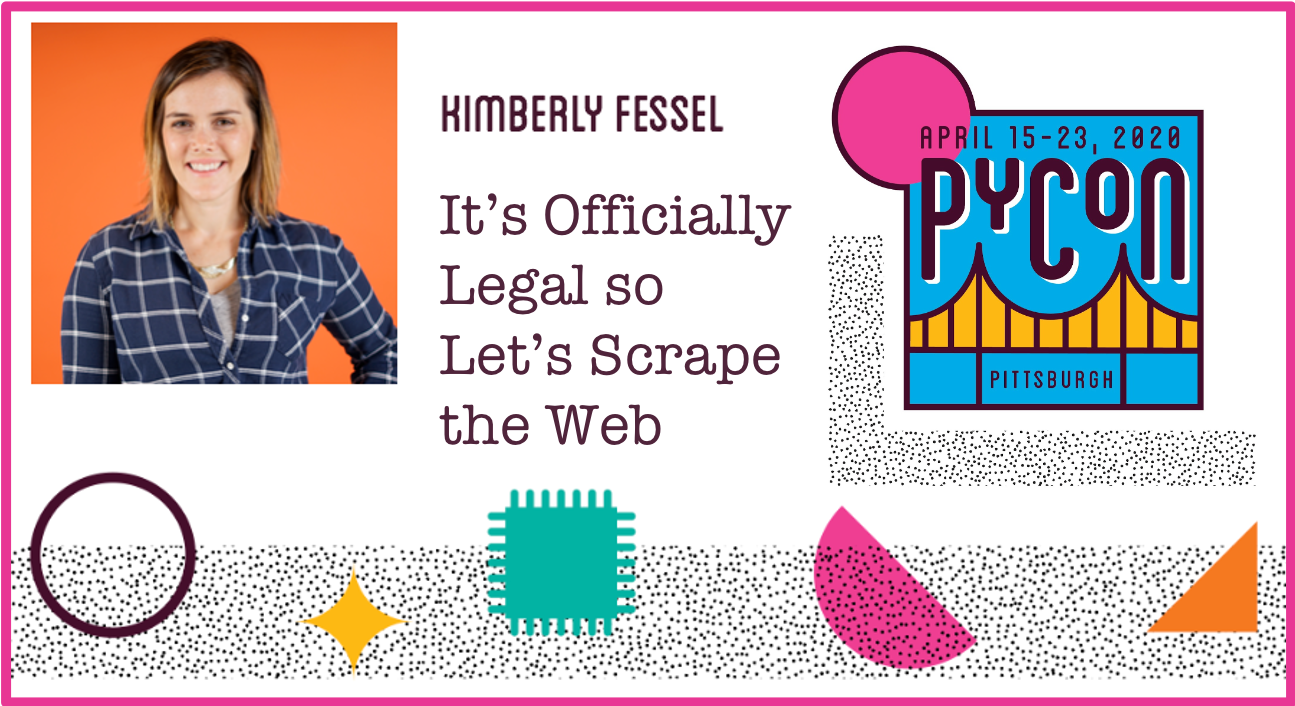 KIMBERLY FESSEL
It’s Officially
Legal so
Let’s Scrape
the Web
APRIL 15-23, 2020
PYCON
PITTSBURGH